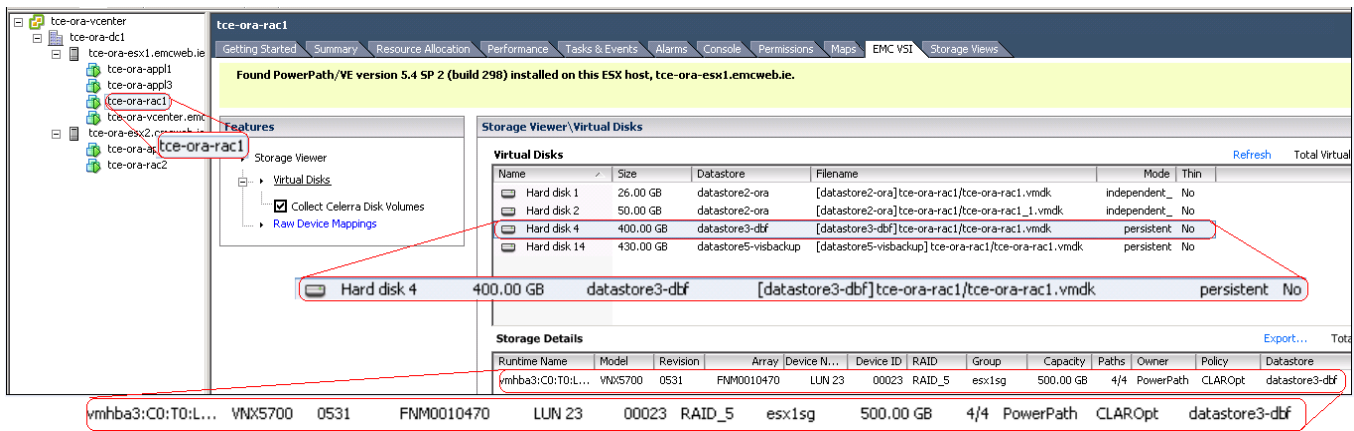 tce-ora-vcenter
tce-ora-dc1
tce-ora-esx1.emcweb.ie
tce-ora-appl1
tce-ora-appl3
tce-ora-rac1
tce-ora-vcenter.emc
tce-ora-rac1
tce-ora-rac2
tce-ora-rac1
Getting Started Summary Resource Allocation Performance Tasks & Events Alarms Console Permissions Maps EMC VSI Storage Views
Found PowerPath/VE version 5.4 SP 2 (build 298) installed on this ESX host, tce-ora-esx1.emcweb.ie.
Features
Storage Viewer
Virtual Disks
Collect Celerra Disk Volumes
Raw Device Mappings
Storage Viewer\Virtual Disks
Virtual Disks Refresh Total Virtual
Name Size Datastore Filename Mode Thin
Hard disk 1 26.00 GB datastore2-ora [datastore2-ora] tce-ora-rac1/tce-ora-rac1.vmdk independent_ No
Hard disk 2 50.00 GB datastore2-ora [datastore2-ora] tce-ora-rac1/tce-ora-rac1_1.vmdk independent_ No
Hard disk 4 400.00 GB datastore3-dbf [datastore3-dbf] tce-ora-rac1/tce-ora-rac1.vmdk persistent No
Hard disk 14 430.00 GB datastore5-visbackup [datastore5-visbackup] tce-ora-rac1/tce-ora-rac1.vmdk persistent No
Hard disk 4 400.00 GB datastore3-dbf [datastore3-dbf] tce-ora-rac1/tce-ora-rac1.vmdk persistent No
Storage Details Export... Tota
Runtime Name Model Revision Array Device N... Device ID RAID Group Capacity Paths Owner Policy Datastore
vmhba3:C0:T0:L... VNX5700 0531 FNM0010470 LUN 23 00023 RAID_5 esx1sg 500.00 GB 4/4 PowerPath CLAROpt datastore3-dbf
vmhba3:C0:T0:L... VNX5700 0531 FNM0010470 LUN 23 00023 RAID_5 esx1sg 500.00 GB 4/4 PowerPath CLAROpt datastore3-dbf